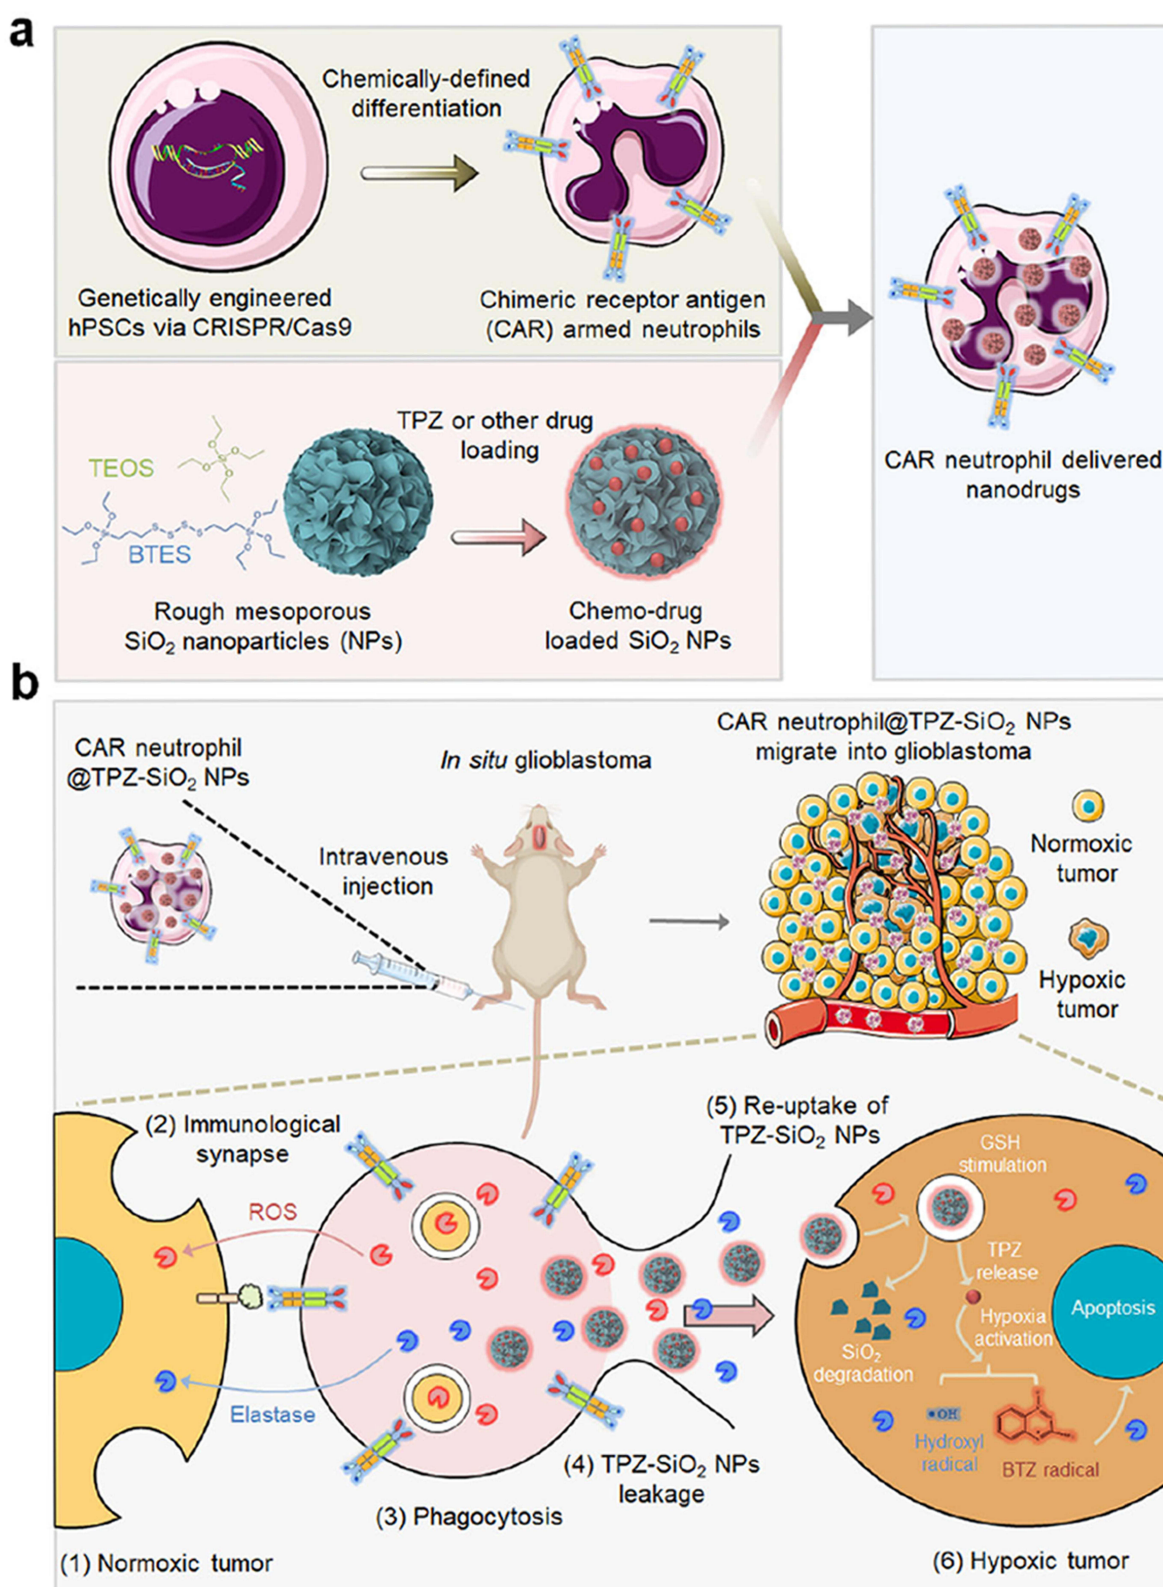 a
Chemically-defined
differentiation
Genetically engineered
hPSCs via CRISPR/Cas9
Chimeric receptor antigen
(CAR) armed neutrophils
TEOS
BTES
TPZ or other drug
loading
Rough mesoporous
SiO₂ nanoparticles (NPs)
Chemo-drug
loaded SiO₂ NPs
CAR neutrophil delivered
nanodrugs
b
CAR neutrophil
@TPZ-SiO₂ NPs
Intravenous
injection
In situ glioblastoma
CAR neutrophil@TPZ-SiO₂ NPs
migrate into glioblastoma
Normoxic
tumor
Hypoxic
tumor
(2) Immunological
synapse
ROS
Elastase
(1) Normoxic tumor
(3) Phagocytosis
(4) TPZ-SiO₂ NPs
leakage
(5) Re-uptake of
TPZ-SiO₂ NPs
GSH
stimulation
TPZ
release
Hypoxia
activation
SiO₂
degradation
Apoptosis
•OH
Hydroxyl
radical
BTZ radical
(6) Hypoxic tumor